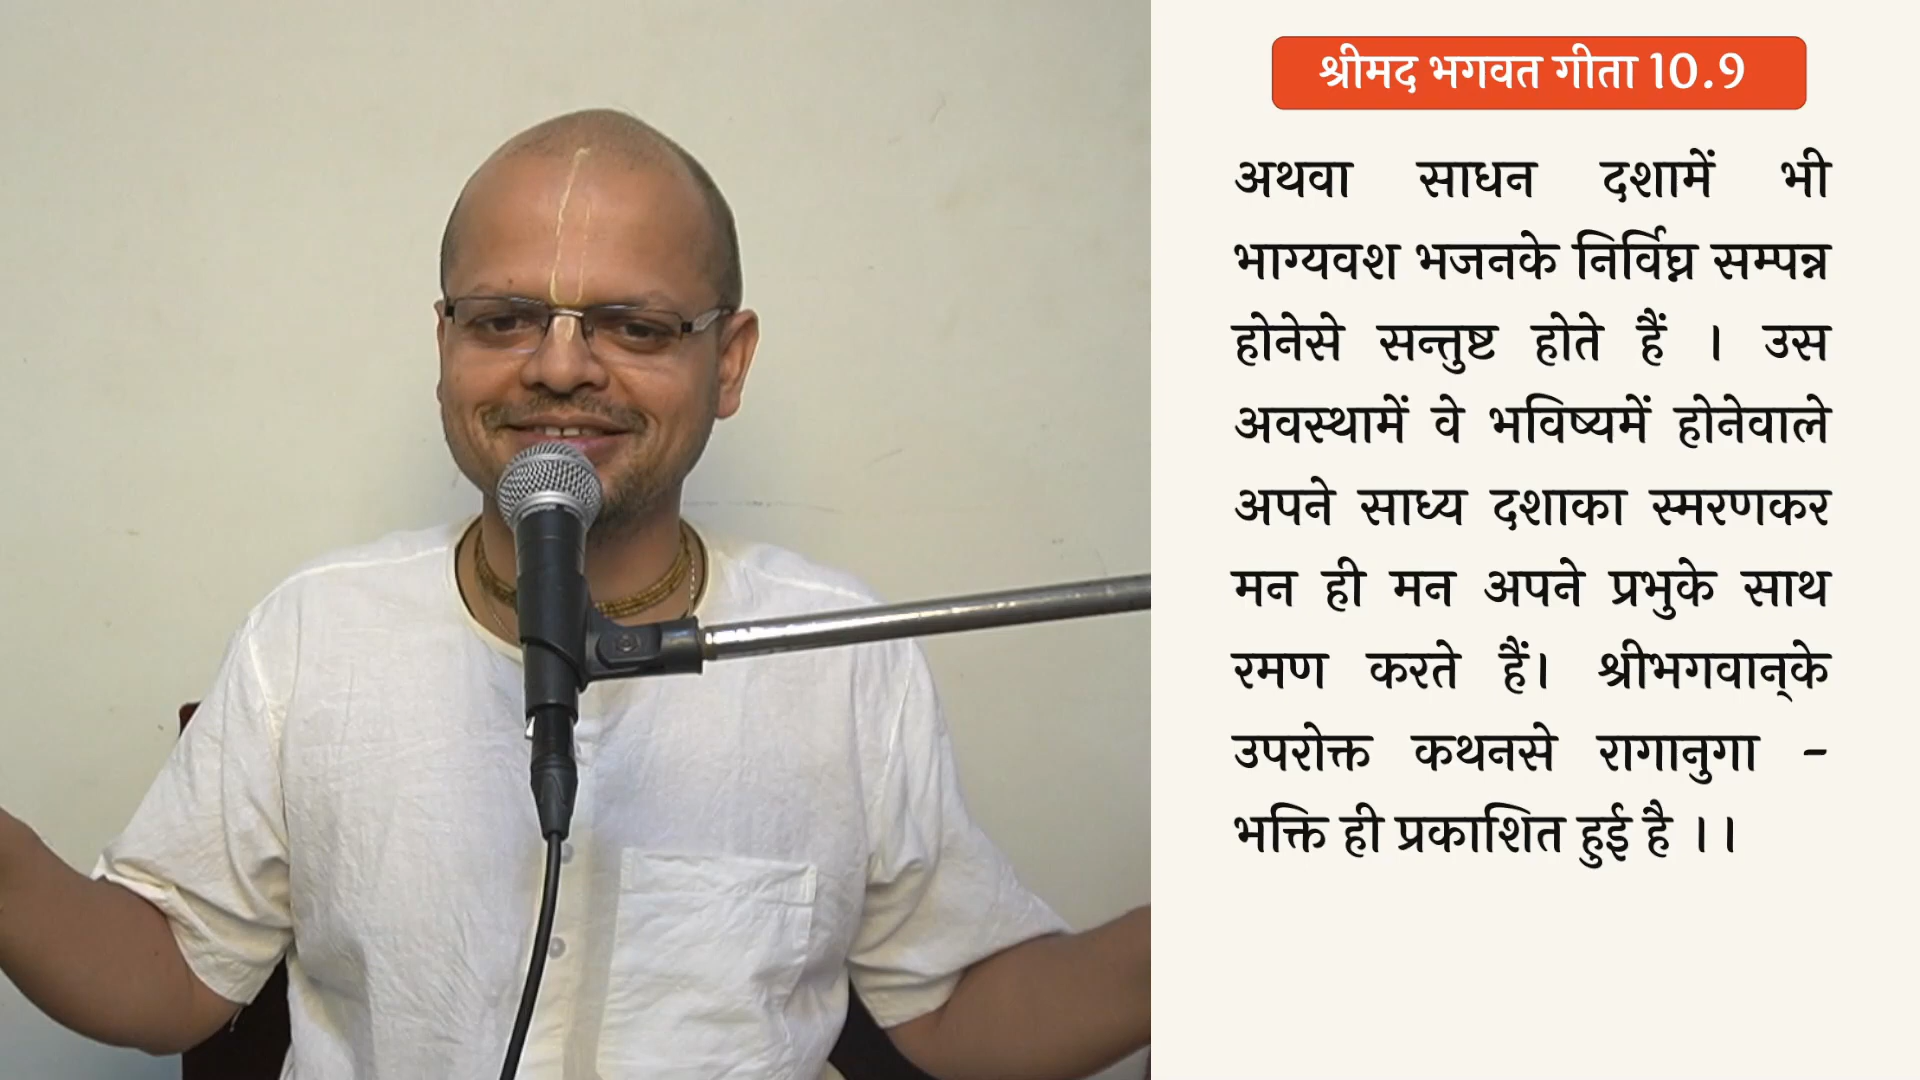 श्रीमद भगवत गीता 10.9
अथवा साधन दशामें भी
भाग्यवश भजनके निर्विघ्न सम्पन्न
होनेसे सन्तुष्ट होते हैं । उस
अवस्थामें वे भविष्यमें होनेवाले
अपने साध्य दशाका स्मरणकर
मन ही मन अपने प्रभुके साथ
रमण करते हैं। श्रीभगवान्‌के
उपरोक्त कथनसे रागानुगा -
भक्ति ही प्रकाशित हुई है ।।